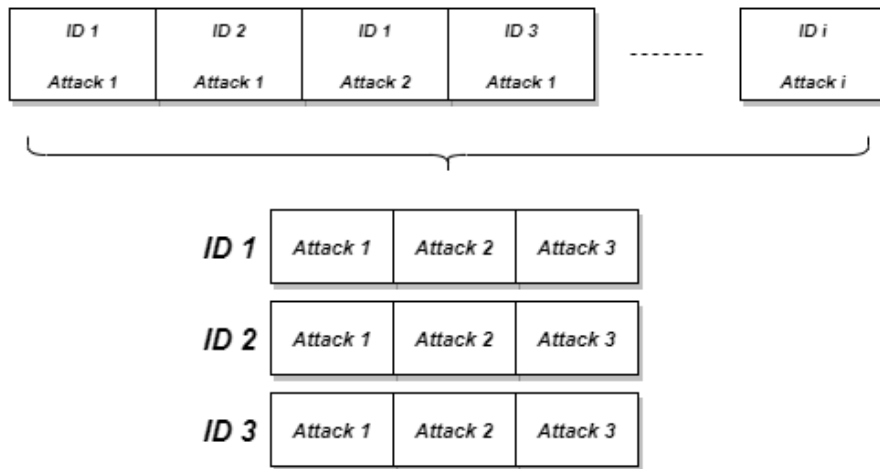 ID 1 ID 2 ID 1 ID 3 ID i
Attack 1 Attack 1 Attack 2 Attack 1 Attack i
ID 1 Attack 1 Attack 2 Attack 3
ID 2 Attack 1 Attack 2 Attack 3
ID 3 Attack 1 Attack 2 Attack 3